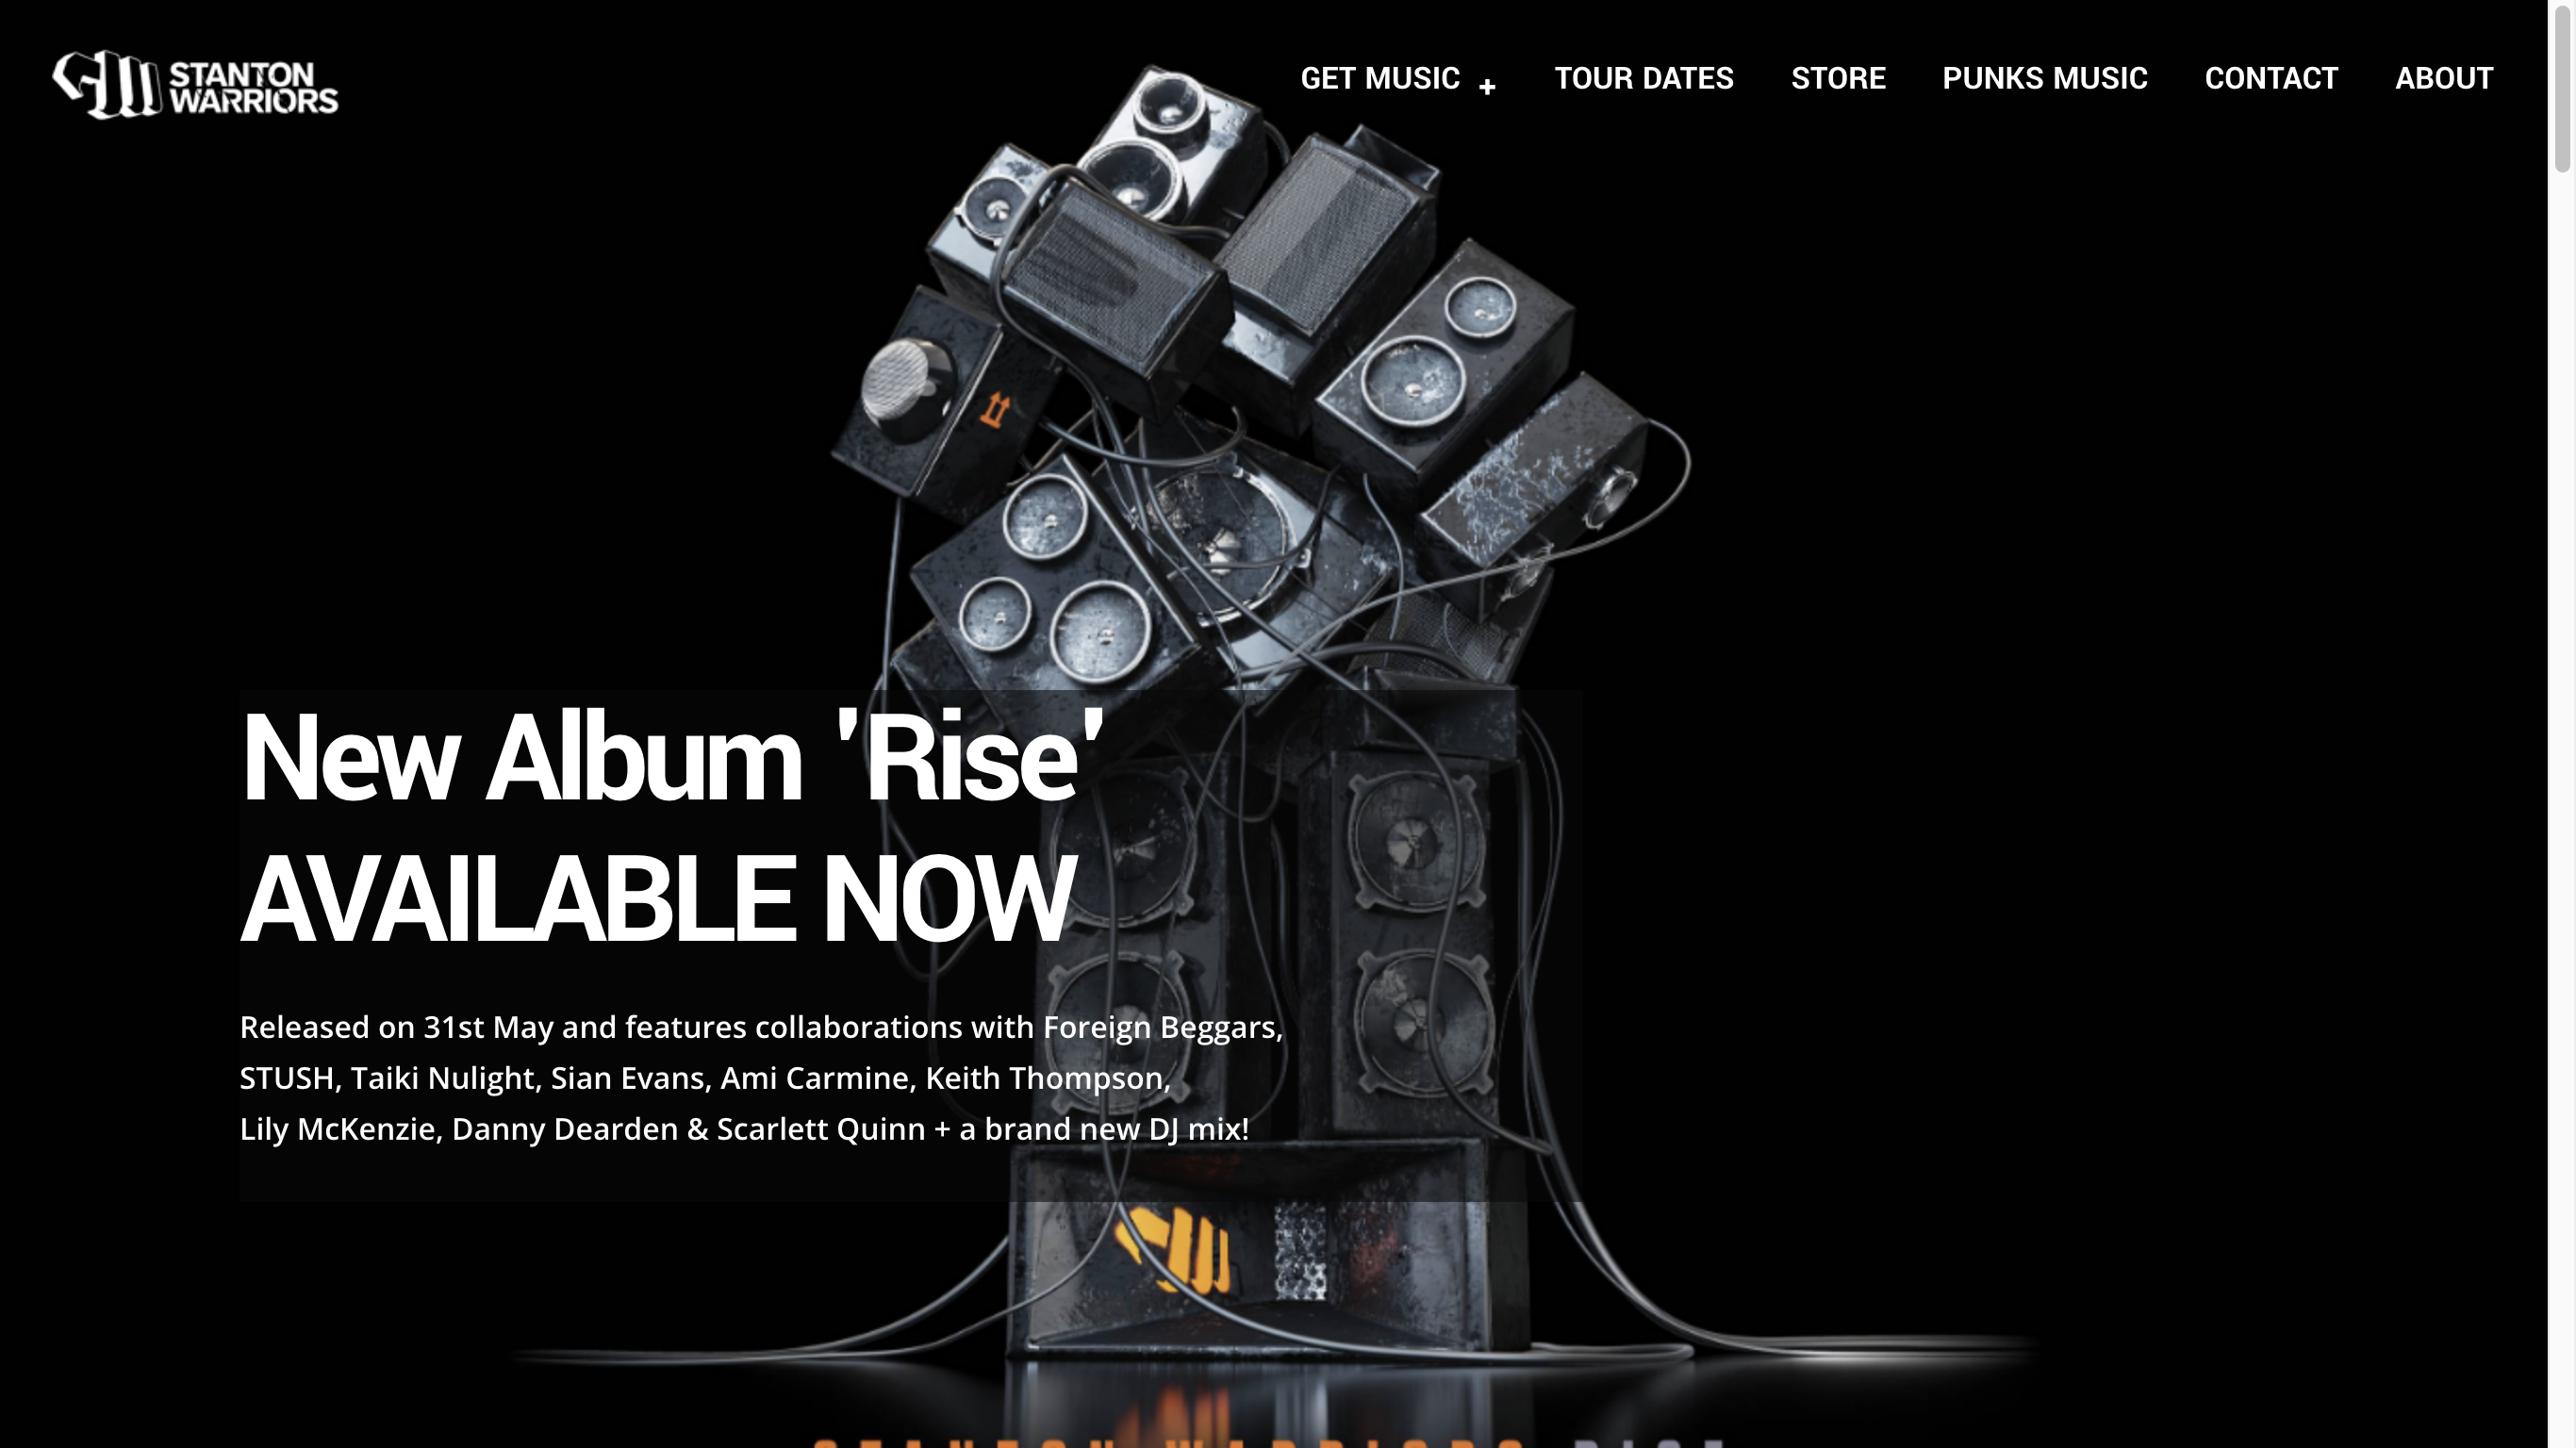 STANTON
WARRIORS
GET MUSIC +
TOUR DATES
STORE
PUNKS MUSIC
CONTACT
ABOUT
New Album 'Rise'
AVAILABLE NOW
Released on 31st May and features collaborations with Foreign Beggars,
STUSH, Taiki Nulight, Sian Evans, Ami Carmine, Keith Thompson,
Lily McKenzie, Danny Dearden & Scarlett Quinn + a brand new DJ mix!